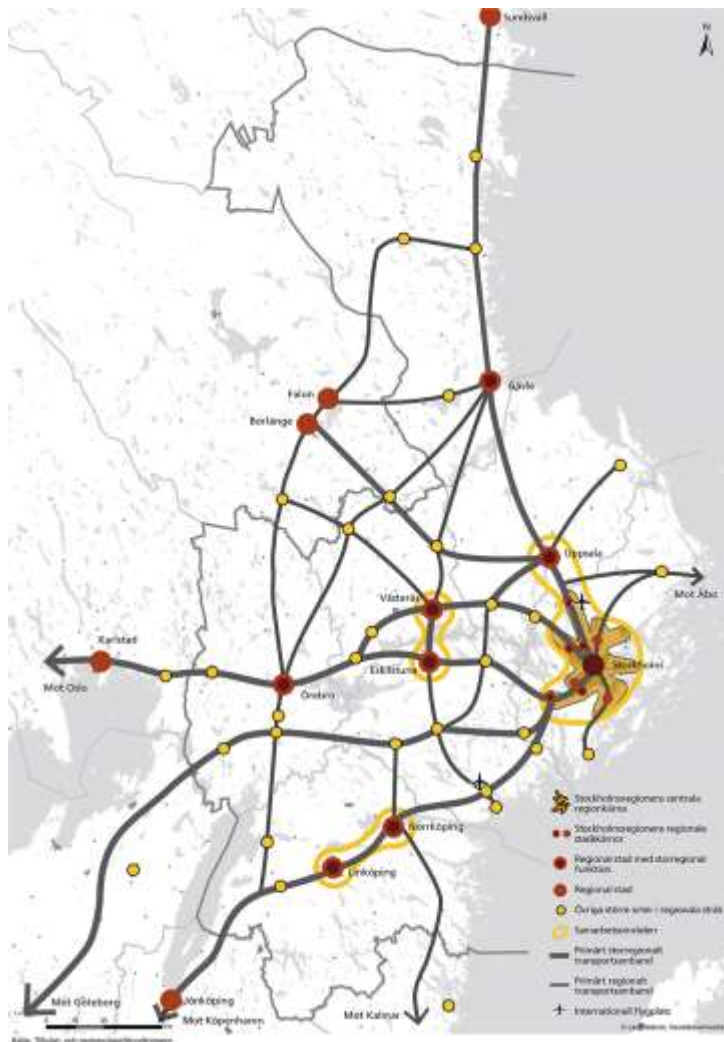 Sundsvall
N
Falun
Gävle
Borlänge
Uppsala
Västerås
Mot Åbo
Karlstad
Eskilstuna
Stockholm
Mot Oslo
Örebro
Norrköping
Linköping
Mot Göteborg
Jönköping
Mot Köpenhamn
Mot Kalmar
Stockholmsregionens centrala
regionkärna
Stockholmsregionens regionala
stadskärnor
Regional stad med storregional
funktion
Regional stad
Övriga större orter i regionala stråk
Samarbetsområden
Primärt storregionalt
transportsamband
Primärt regionalt
transportsamband
Internationell flygplats